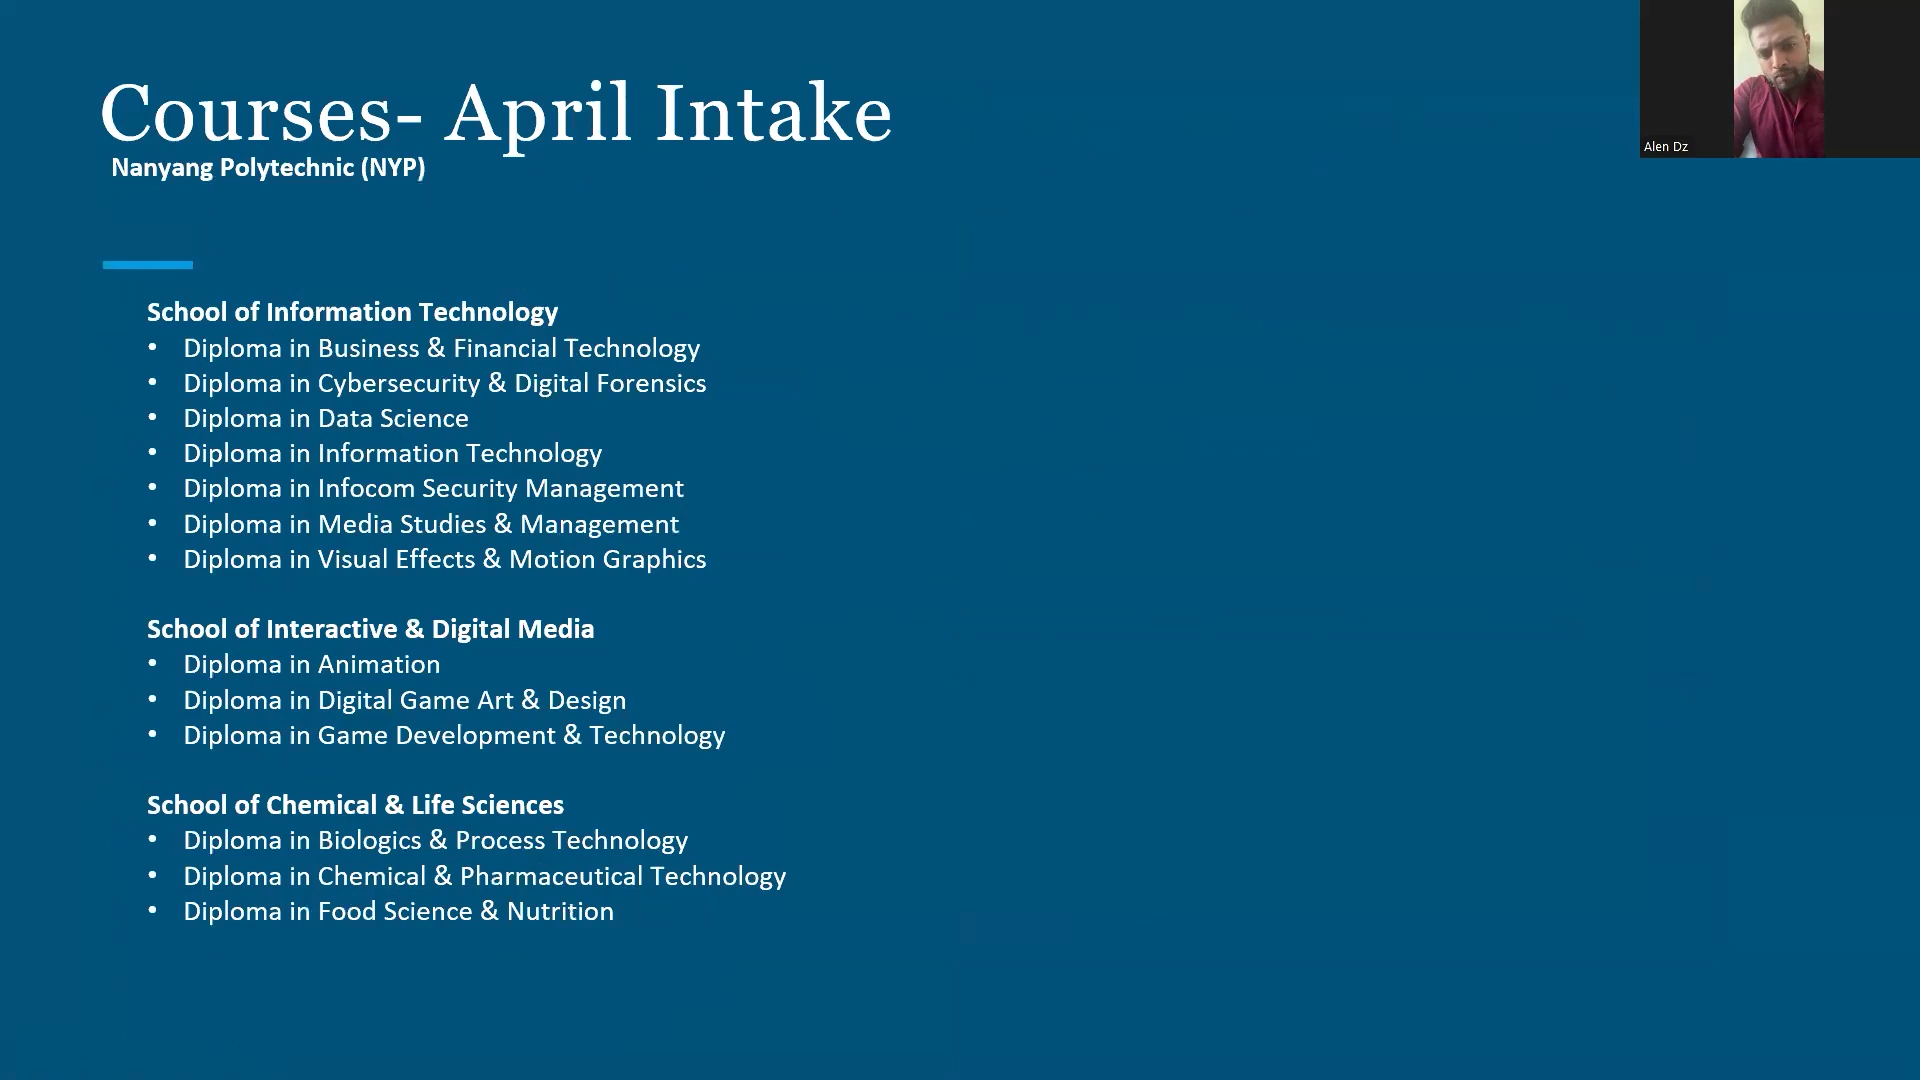 Courses- April Intake
Nanyang Polytechnic (NYP)
Alen Dz
School of Information Technology
• Diploma in Business & Financial Technology
• Diploma in Cybersecurity & Digital Forensics
• Diploma in Data Science
• Diploma in Information Technology
• Diploma in Infocom Security Management
• Diploma in Media Studies & Management
• Diploma in Visual Effects & Motion Graphics
School of Interactive & Digital Media
• Diploma in Animation
• Diploma in Digital Game Art & Design
• Diploma in Game Development & Technology
School of Chemical & Life Sciences
• Diploma in Biologics & Process Technology
• Diploma in Chemical & Pharmaceutical Technology
• Diploma in Food Science & Nutrition